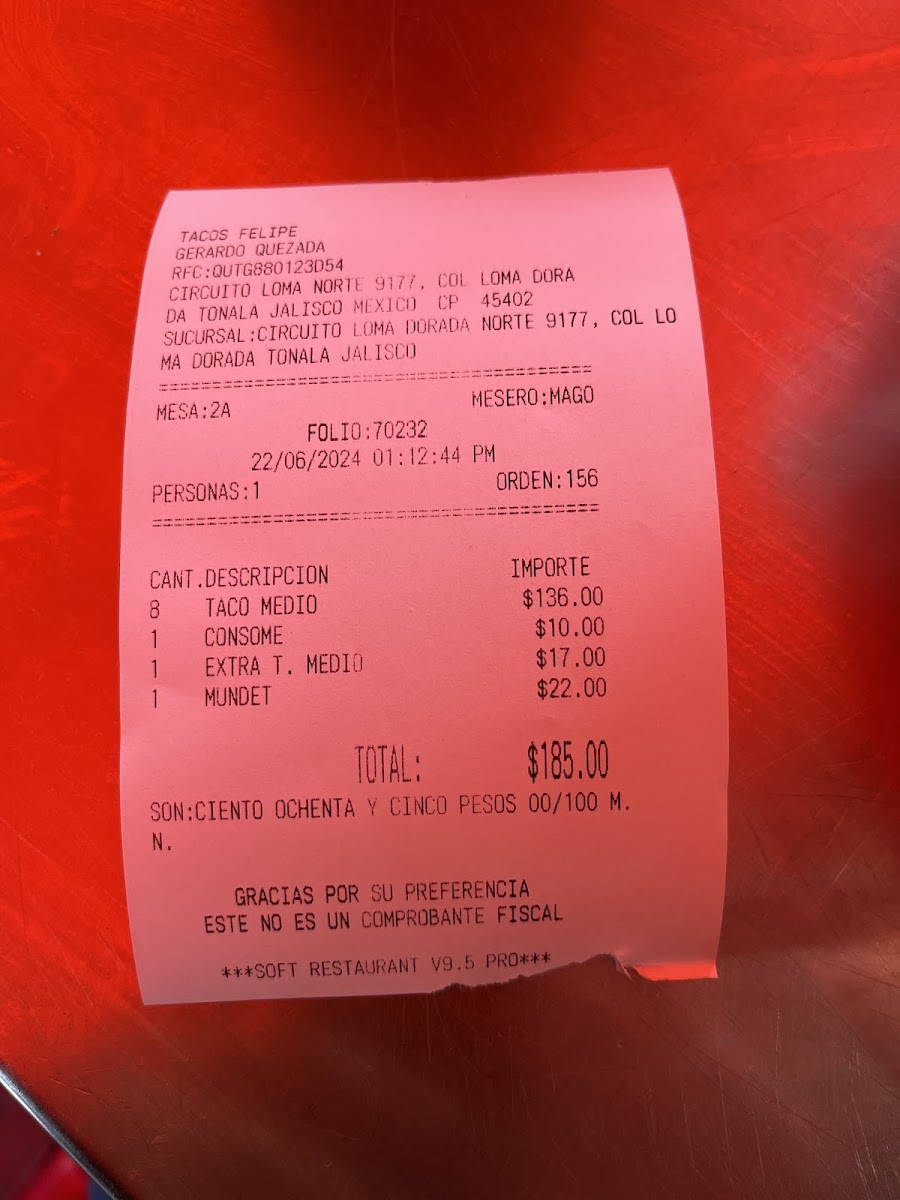 TACOS FELIPE
GERARDO QUEZADA
RFC:QUTG880123D54
CIRCUITO LOMA NORTE 9177, COL LOMA DORA
DA TONALA JALISCO MEXICO CP 45402
SUCURSAL:CIRCUITO LOMA DORADA NORTE 9177, COL LO
MA DORADA TONALA JALISCO
========================================
MESA:2A MESERO:MAGO
FOLIO:70232
22/06/2024 01:12:44 PM
PERSONAS:1 ORDEN:156
========================================
CANT.DESCRIPCION IMPORTE
8 TACO MEDIO $136.00
1 CONSOME $10.00
1 EXTRA T. MEDIO $17.00
1 MUNDET $22.00
TOTAL: $185.00
SON:CIENTO OCHENTA Y CINCO PESOS 00/100 M.
N.
GRACIAS POR SU PREFERENCIA
ESTE NO ES UN COMPROBANTE FISCAL
***SOFT RESTAURANT V9.5 PRO***